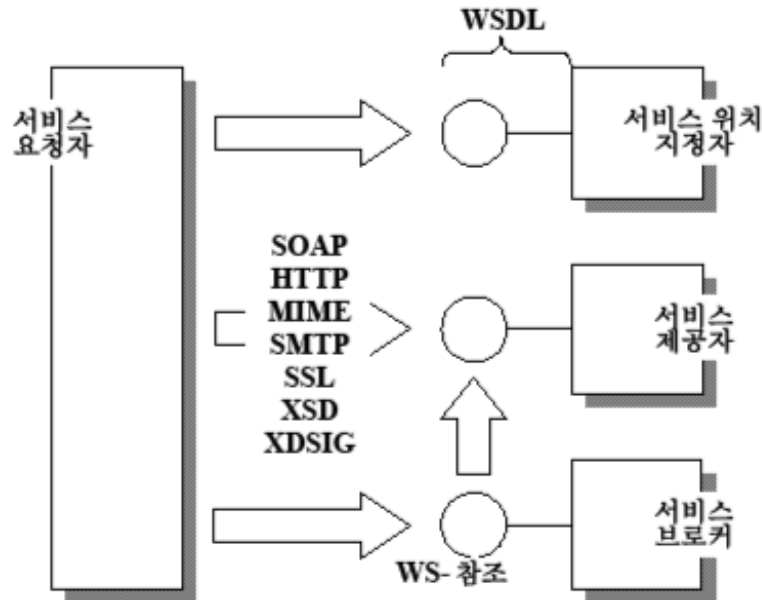 WSDL
서비스
요청자
서비스 위치
지정자
SOAP
HTTP
MIME
SMTP
SSL
XSD
XDSIG
서비스
제공자
서비스
브로커
WS- 참조